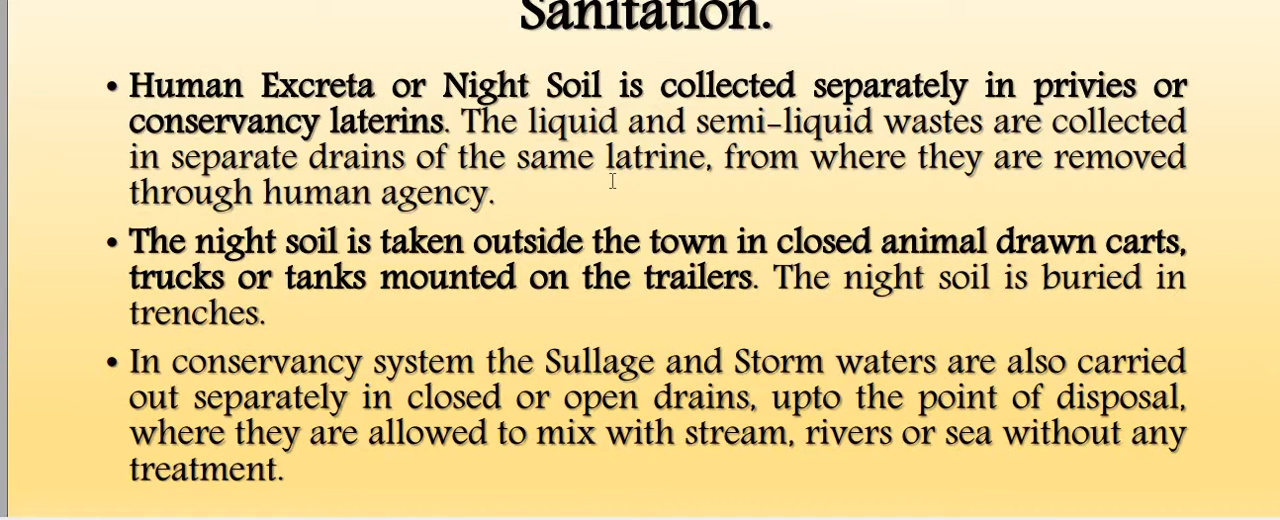 Sanitation.
• Human Excreta or Night Soil is collected separately in privies or
conservancy laterins. The liquid and semi-liquid wastes are collected
in separate drains of the same latrine, from where they are removed
through human agency.
• The night soil is taken outside the town in closed animal drawn carts,
trucks or tanks mounted on the trailers. The night soil is buried in
trenches.
• In conservancy system the Sullage and Storm waters are also carried
out separately in closed or open drains, upto the point of disposal,
where they are allowed to mix with stream, rivers or sea without any
treatment.